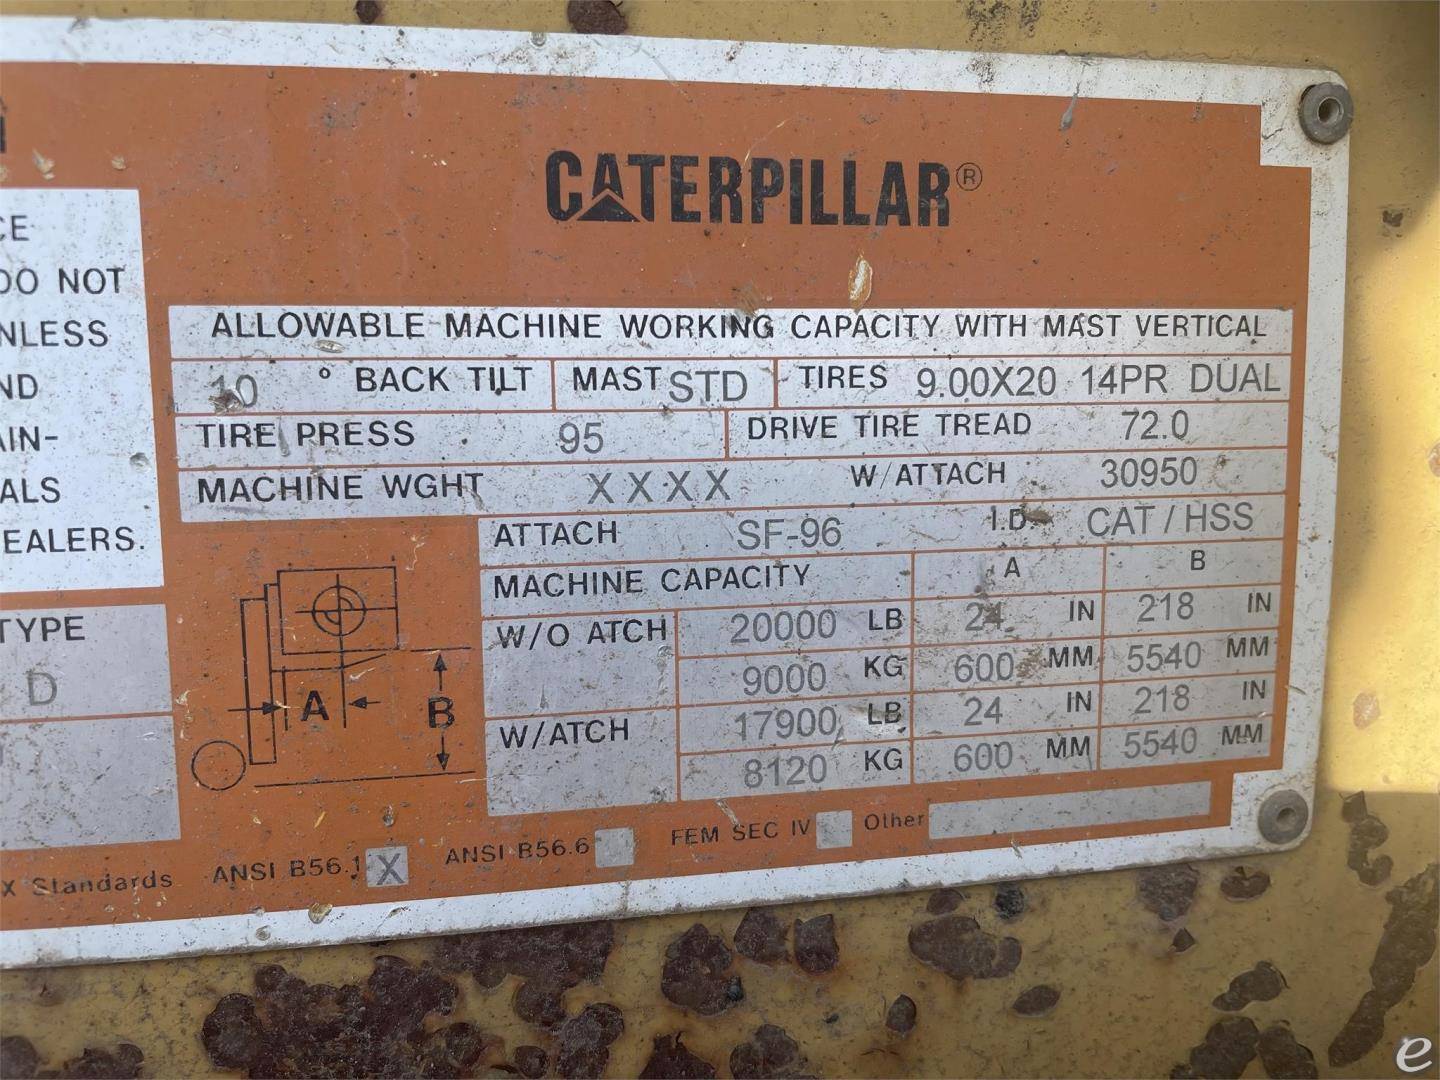 CE
DO NOT
NLESS
ND
AIN-
ALS
EALERS.
TYPE
D
CATERPILLAR®
ALLOWABLE MACHINE WORKING CAPACITY WITH MAST VERTICAL
10 ° BACK TILT MAST STD TIRES 9.00X20 14PR DUAL
TIRE PRESS 95 DRIVE TIRE TREAD 72.0
MACHINE WGHT XXXX W/ATTACH 30950
ATTACH SF-96 I.D. CAT/HSS
MACHINE CAPACITY A B
W/O ATCH 20000 LB 24 IN 218 IN
9000 KG 600 MM 5540 MM
W/ATCH 17900 LB 24 IN 218 IN
8120 KG 600 MM 5540 MM
A B
x Standards ANSI B56.1 X ANSI B56.6 FEM SEC IV Other
e